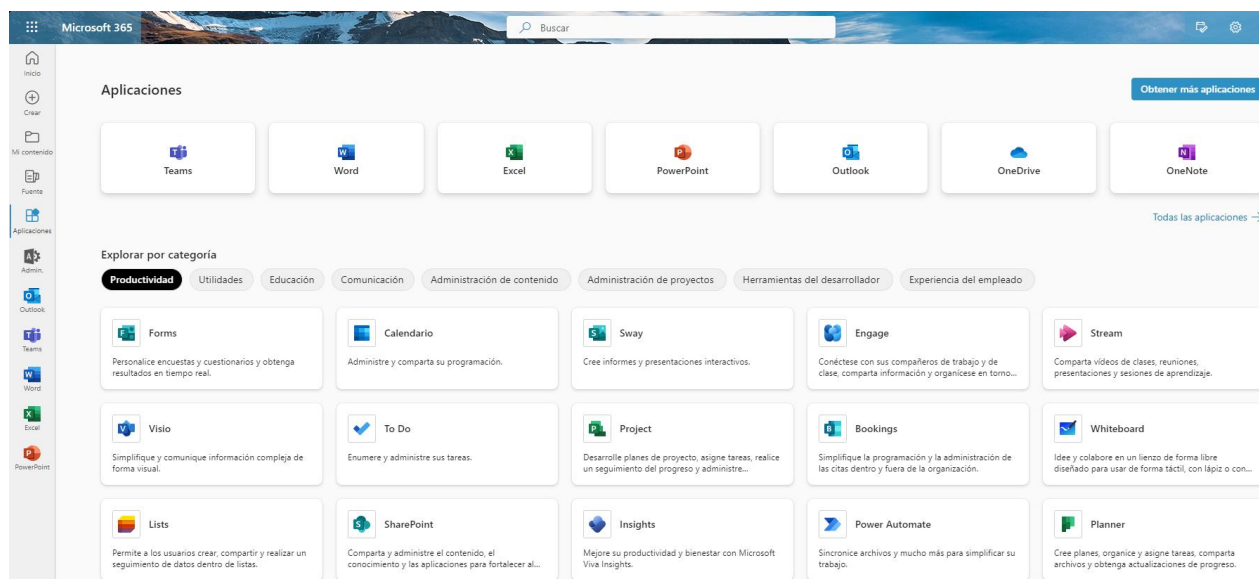 Microsoft 365
Buscar
Inicio
Crear
Mi contenido
Fuente
Aplicaciones
Admin.
Outlook
Teams
Word
Excel
PowerPoint
Aplicaciones
Obtener más aplicaciones
Teams
Word
Excel
PowerPoint
Outlook
OneDrive
OneNote
Todas las aplicaciones
Explorar por categoría
Productividad
Utilidades
Educación
Comunicación
Administración de contenido
Administración de proyectos
Herramientas del desarrollador
Experiencia del empleado
Forms
Personalice encuestas y cuestionarios y obtenga
resultados en tiempo real.
Calendario
Administre y comparta su programación.
Sway
Cree informes y presentaciones interactivos.
Engage
Conéctese con sus compañeros de trabajo y de
clase, comparta información y organícese en torno...
Stream
Comparta vídeos de clases, reuniones,
presentaciones y sesiones de aprendizaje.
Visio
Simplifique y comunique información compleja de
forma visual.
To Do
Enumere y administre sus tareas.
Project
Desarrolle planes de proyecto, asigne tareas, realice
un seguimiento del progreso y administre...
Bookings
Simplifique la programación y la administración de
las citas dentro y fuera de la organización.
Whiteboard
Idee y colabore en un lienzo de forma libre
diseñado para usar de forma táctil, con lápiz o con...
Lists
Permite a los usuarios crear, compartir y realizar un
seguimiento de datos dentro de listas.
SharePoint
Comparta y administre el contenido, el
conocimiento y las aplicaciones para fortalecer al...
Insights
Mejore su productividad y bienestar con Microsoft
Viva Insights.
Power Automate
Sincronice archivos y mucho más para simplificar su
trabajo.
Planner
Cree planes, organice y asigne tareas, comparta
archivos y obtenga actualizaciones de progreso.